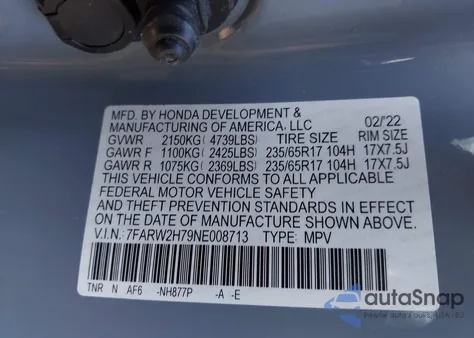 MFD. BY HONDA DEVELOPMENT &
MANUFACTURING OF AMERICA, LLC 02/'22
GVWR 2150KG( 4739LBS) TIRE SIZE RIM SIZE
GAWR F 1100KG( 2425LBS) 235/65R17 104H 17X7.5J
GAWR R 1075KG( 2369LBS) 235/65R17 104H 17X7.5J
THIS VEHICLE CONFORMS TO ALL APPLICABLE
FEDERAL MOTOR VEHICLE SAFETY
AND THEFT PREVENTION STANDARDS IN EFFECT
ON THE DATE OF MANUFACTURE SHOWN ABOVE.
V.I.N.: 7FARW2H79NE008713 TYPE: MPV
TNR N AF6 -NH877P -A -E
autoSnap